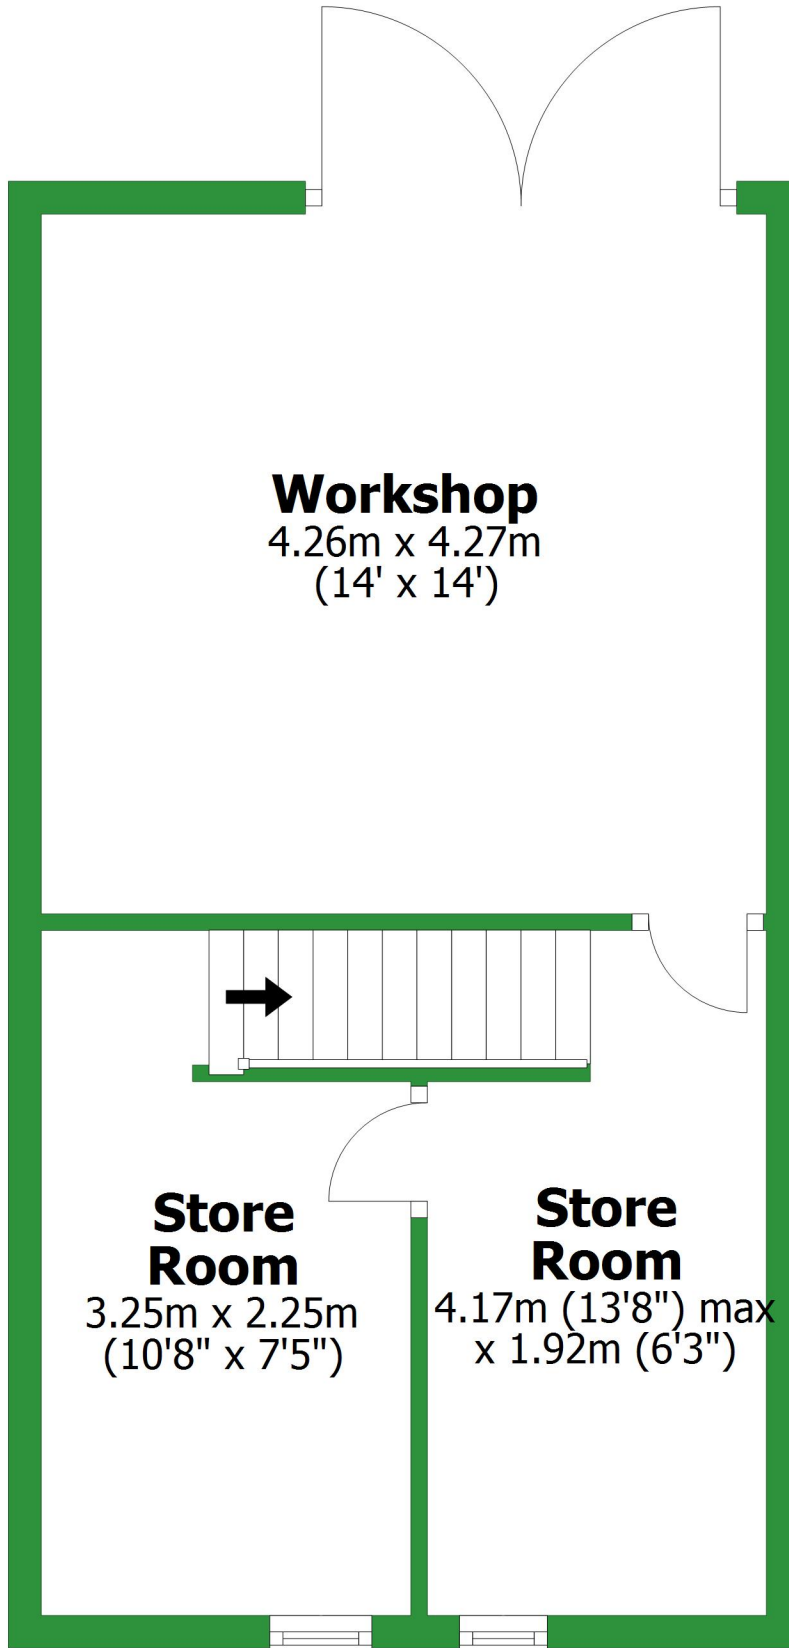 Workshop
4.26m x 4.27m
(14' x 14')
Store
Room
3.25m x 2.25m
(10'8" x 7'5")
Store
Room
4.17m (13'8") max
x 1.92m (6'3")